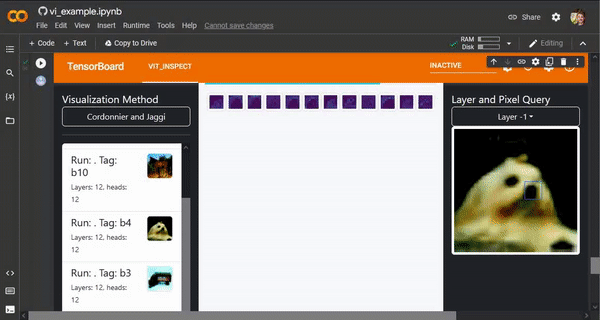 vi_example.ipynb
File Edit View Insert Runtime Tools Help Cannot save changes
Share
+ Code + Text Copy to Drive
RAM
Disk
Editing
TensorBoard VIT_INSPECT INACTIVE
{x}
Visualization Method
Cordonnier and Jaggi
Run: . Tag:
b10
Layers: 12, heads:
12
Run: . Tag: b4
Layers: 12, heads:
12
Run: . Tag: b3
Layers: 12, heads:
12
Layer and Pixel Query
Layer -1